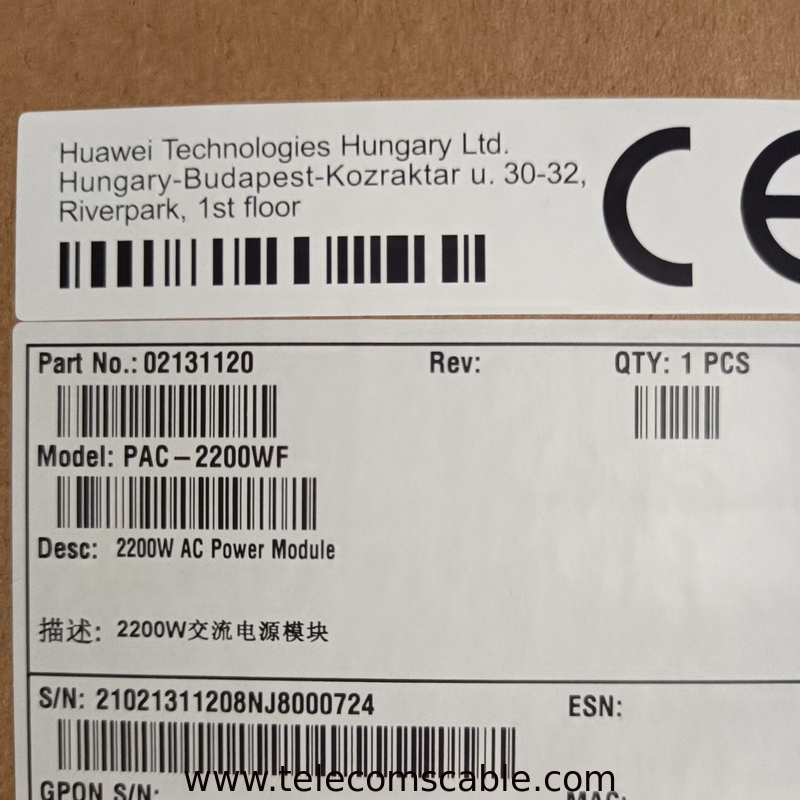 Huawei Technologies Hungary Ltd.
Hungary-Budapest-Kozraktar u. 30-32,
Riverpark, 1st floor
CE
Part No.: 02131120 Rev: QTY: 1 PCS
Model: PAC-2200WF
Desc: 2200W AC Power Module
描述: 2200W交流电源模块
S/N: 21021311208NJ8000724 ESN:
www.telecomscable.com
GPON S/N: MAC: